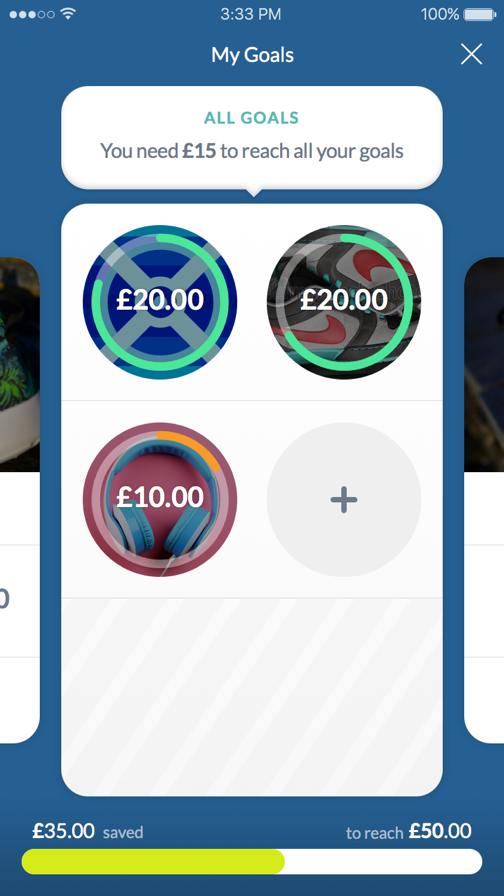 3:33 PM
100%
My Goals
ALL GOALS
You need £15 to reach all your goals
£20.00
£20.00
£10.00
0
£35.00 saved
to reach £50.00